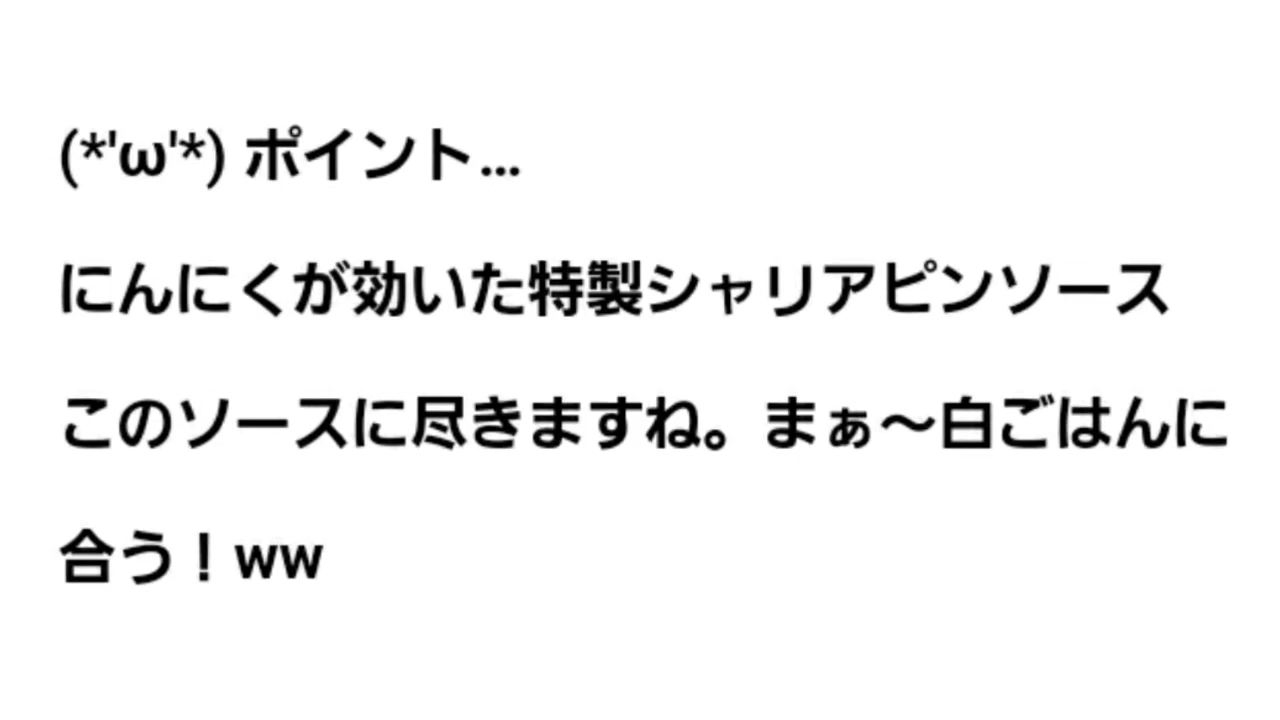 (*'ω'*) ポイント…
にんにくが効いた特製シャリアピンソース
このソースに尽きますね。まぁ～白ごはんに
合う！ww